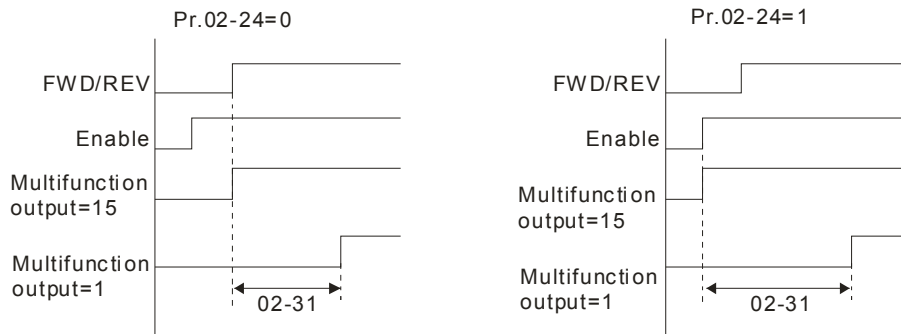 Pr.02-24=0
FWD/REV
Enable
Multifunction
output=15
Multifunction
output=1
02-31
Pr.02-24=1
FWD/REV
Enable
Multifunction
output=15
Multifunction
output=1
02-31